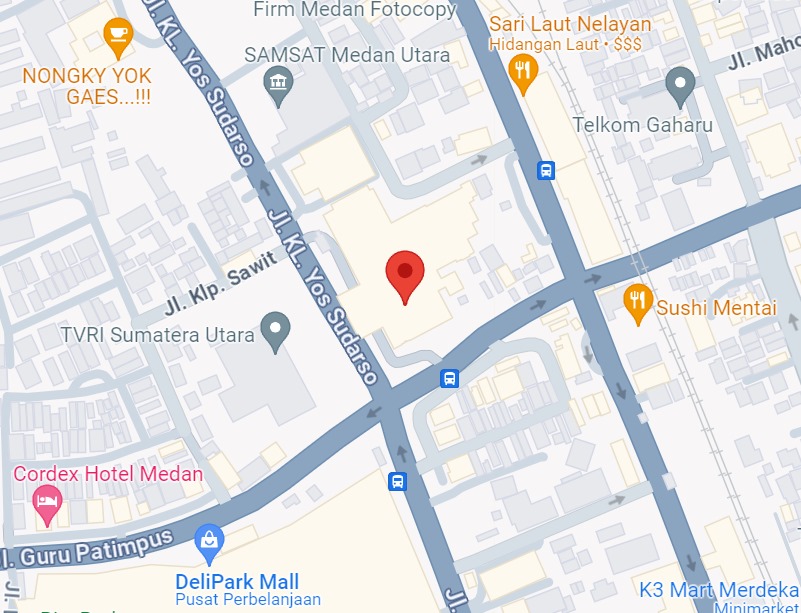 Firm Medan Fotocopy
Jl. KL. Yos Sudarso
Sari Laut Nelayan
Hidangan Laut • $$$
SAMSAT Medan Utara
NONGKY YOK
GAES...!!!
Telkom Gaharu
Jl. KL. Yos Sudarso
Jl. Klp. Sawit
TVRI Sumatera Utara
Sushi Mentai
Cordex Hotel Medan
l. Guru Patimpus
DeliPark Mall
Pusat Perbelanjaan
K3 Mart Merdeka
Minimarket
Jl.
Jl.